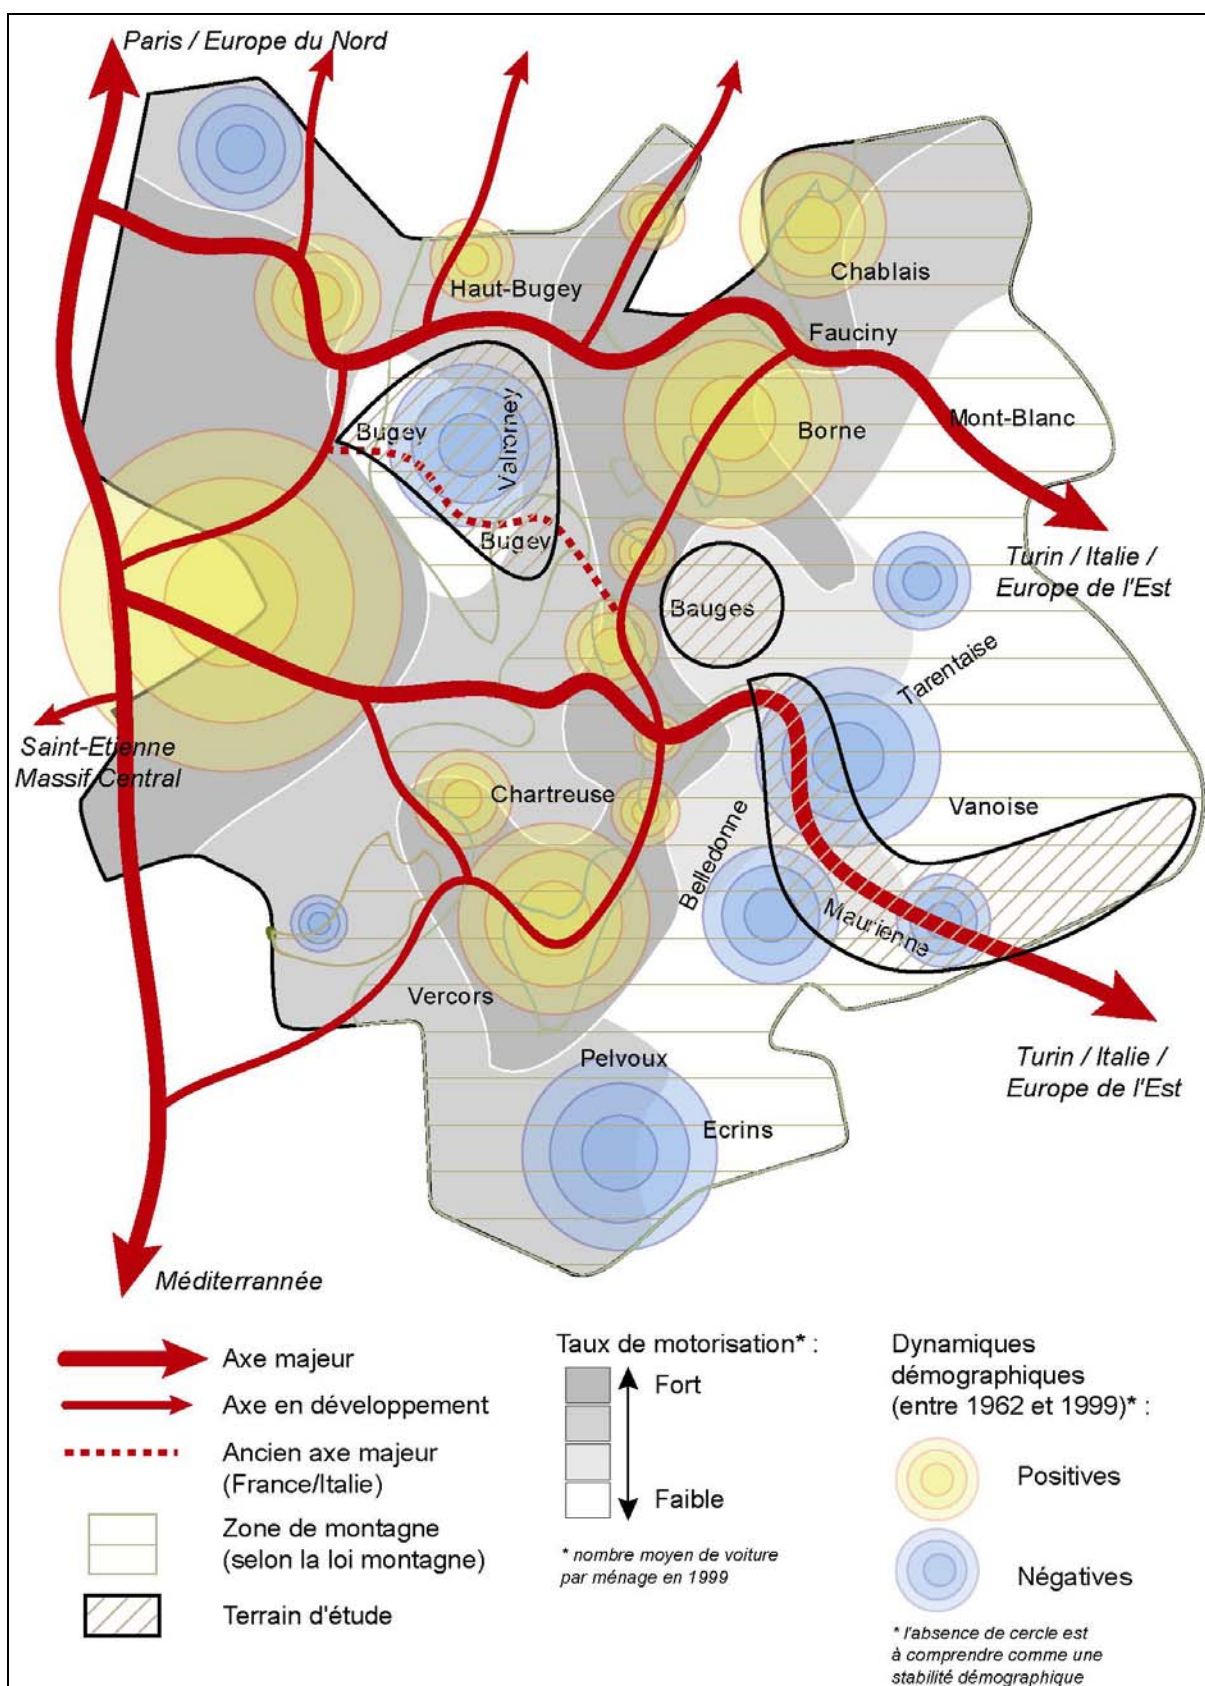 Paris / Europe du Nord
Chablais
Haut-Bugey
Fauciny
Mont-Blanc
Borne
Bugey
Valromey
Bugey
Turin / Italie /
Europe de l'Est
Bauges
Tarentaise
Saint-Etienne
Massif Central
Chartreuse
Vanoise
Belledonne
Maurienne
Vercors
Pelvoux
Turin / Italie /
Europe de l'Est
Ecrins
Méditerrannée
Axe majeur
Axe en développement
Ancien axe majeur
(France/Italie)
Zone de montagne
(selon la loi montagne)
Terrain d'étude
Taux de motorisation* :
Fort
Faible
* nombre moyen de voiture
par ménage en 1999
Dynamiques
démographiques
(entre 1962 et 1999)* :
Positives
Négatives
* l'absence de cercle est
à comprendre comme une
stabilité démographique